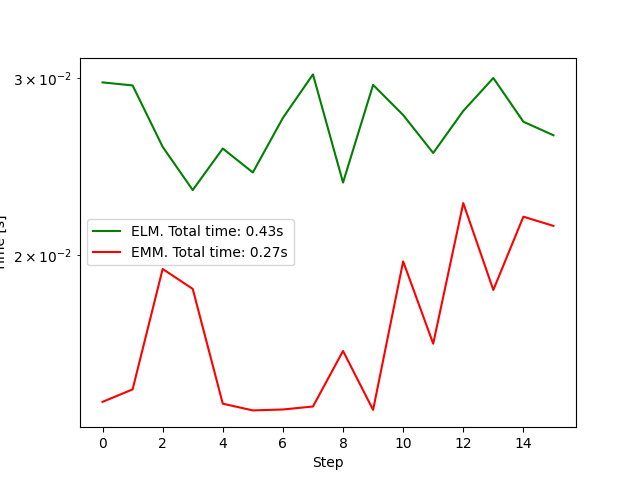 3 × 10⁻²
2 × 10⁻²
ELM. Total time: 0.43s
EMM. Total time: 0.27s
0 2 4 6 8 10 12 14
Step